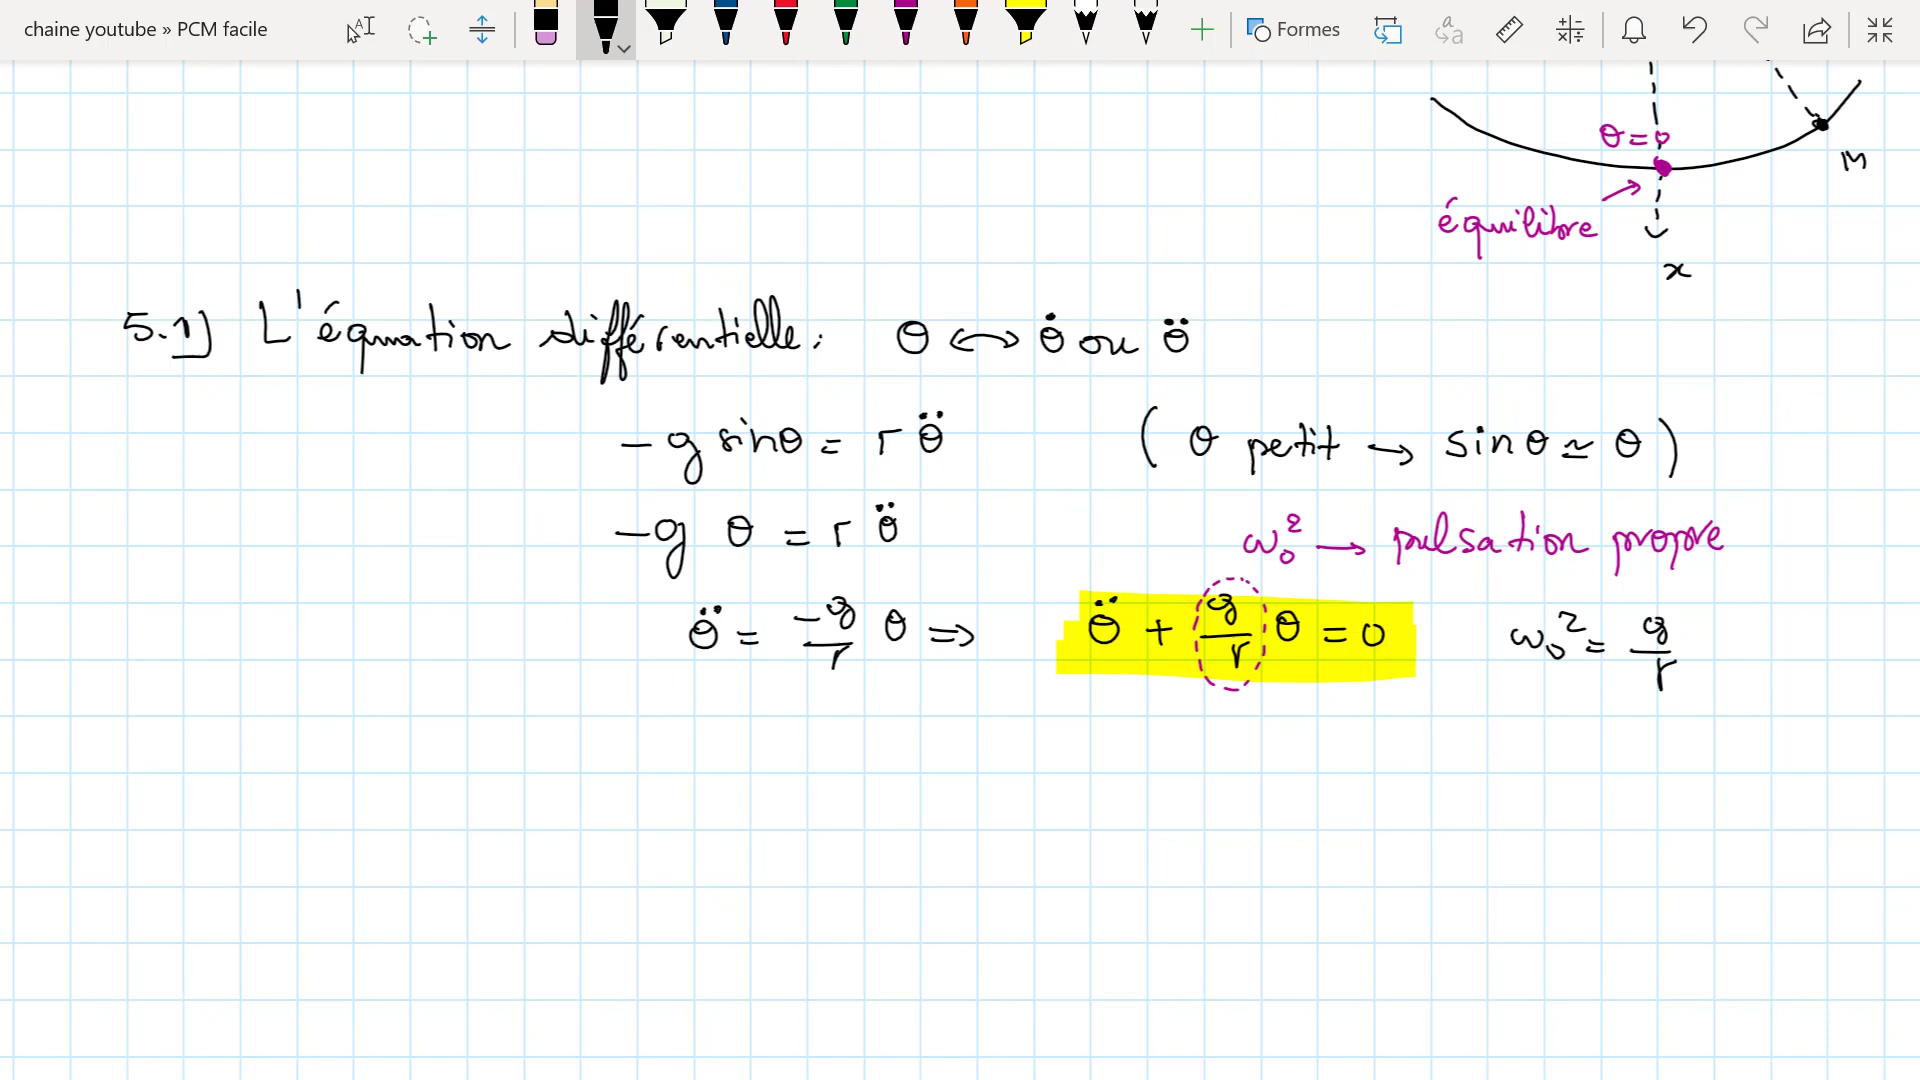 chaine youtube » PCM facile
Formes
θ = 0
M
équilibre
x
5.1] L'équation différentielle : θ ↔ θ̇ ou θ̈
-g sinθ = r θ̈ ( θ petit → sinθ ≃ θ )
-g θ = r θ̈
ω₀² → pulsation propre
θ̈ = -g/r θ ⇒ θ̈ + g/r θ = 0 ω₀² = g/r